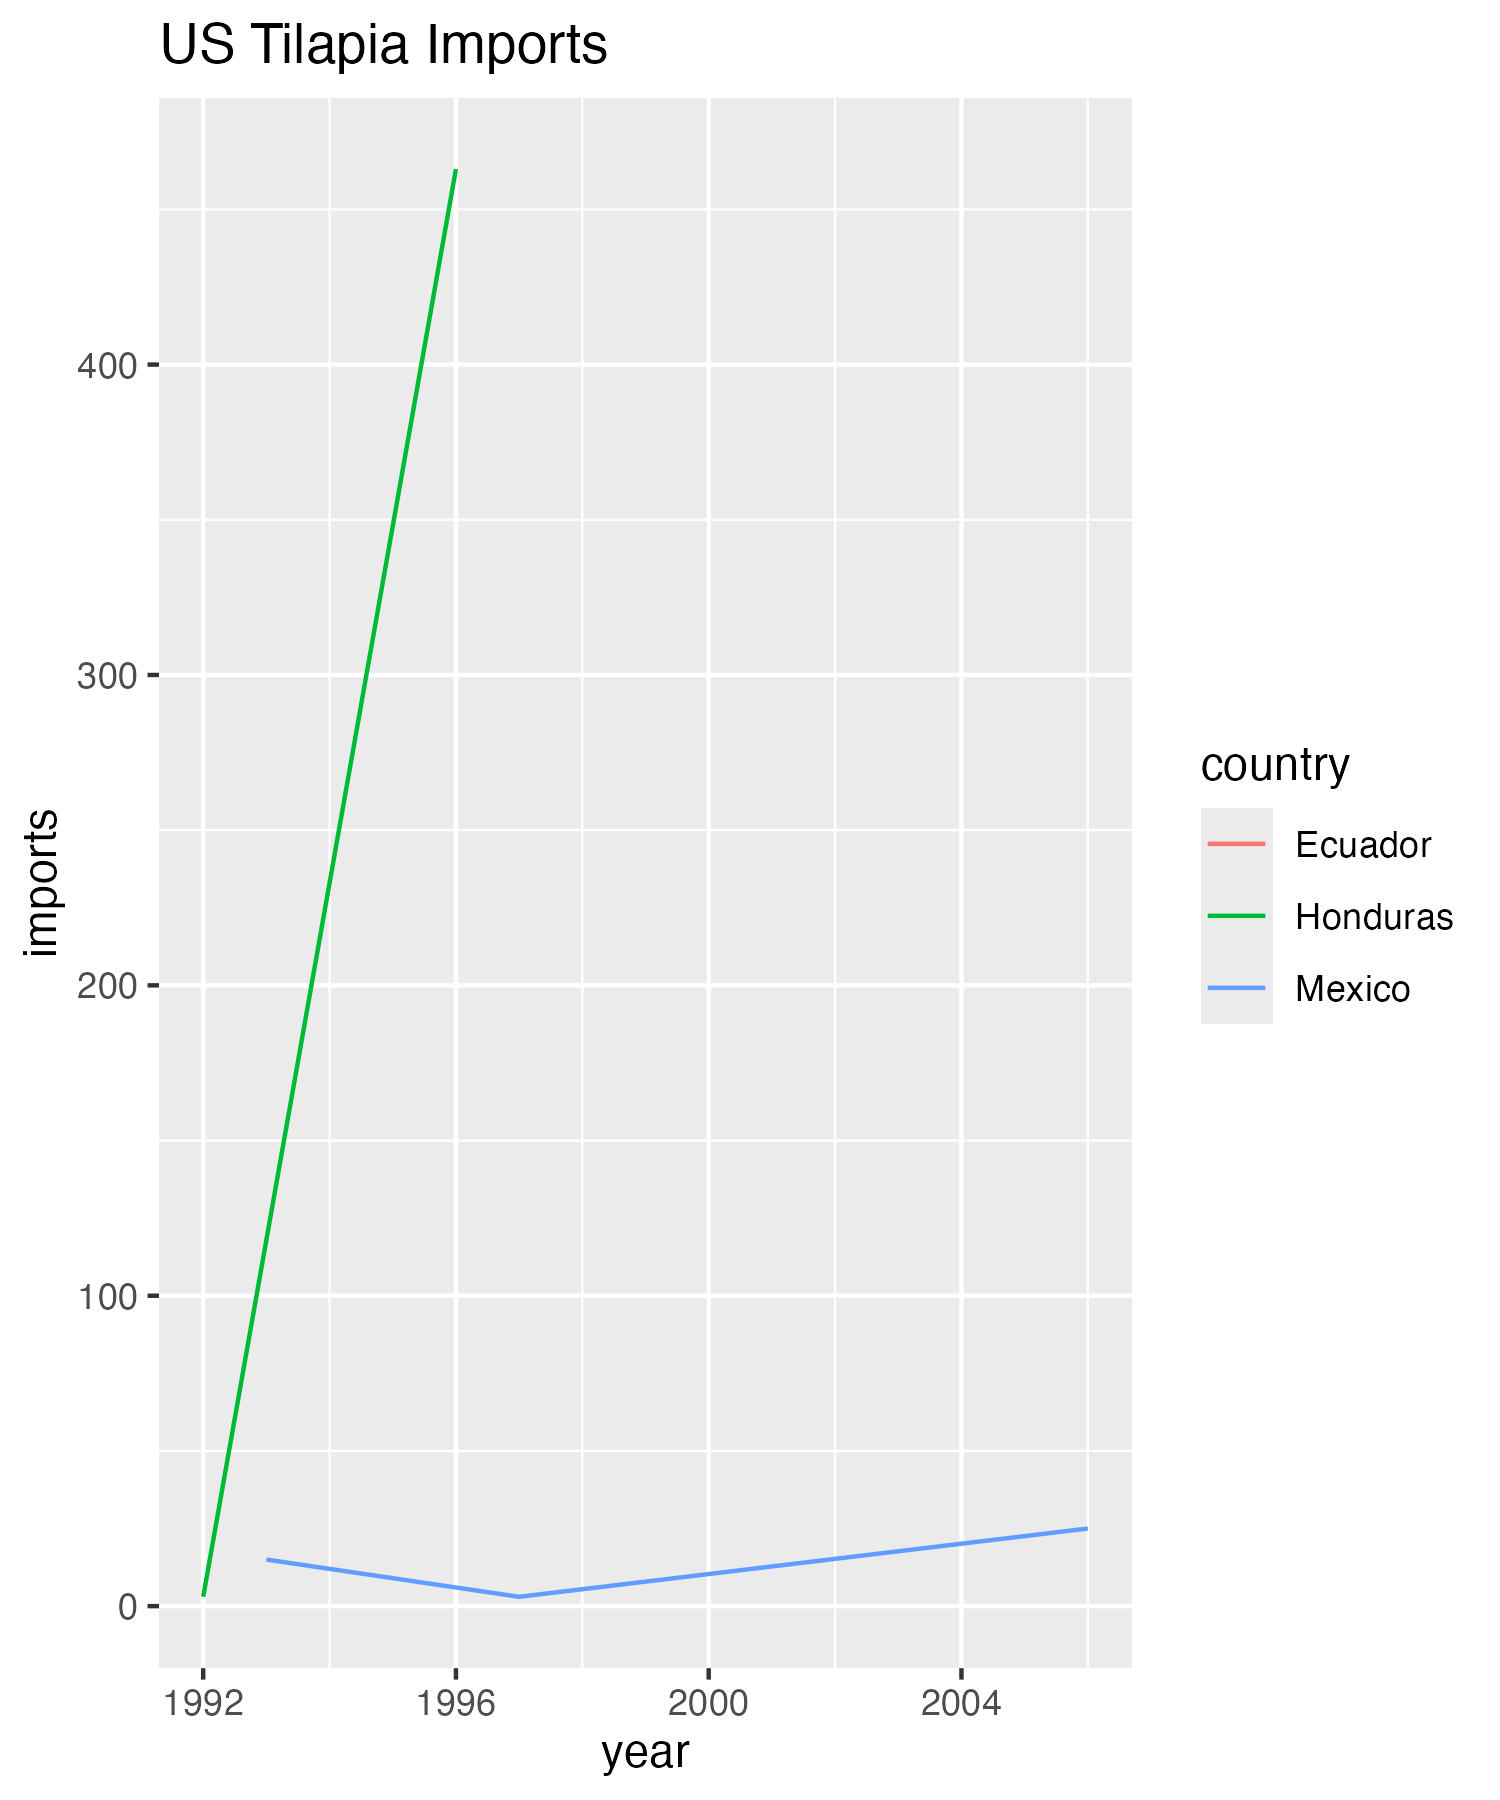 US Tilapia Imports
imports
400
300
200
100
0
1992 1996 2000 2004
year
country
Ecuador
Honduras
Mexico